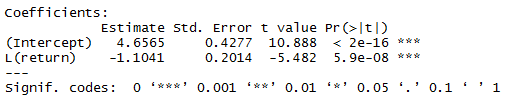 Coefficients:
            Estimate Std. Error t value Pr(>|t|)
(Intercept)   4.6565     0.4277  10.888  < 2e-16 ***
L(return)    -1.1041     0.2014  -5.482  5.9e-08 ***
---
Signif. codes:  0 ‘***’ 0.001 ‘**’ 0.01 ‘*’ 0.05 ‘.’ 0.1 ‘ ’ 1